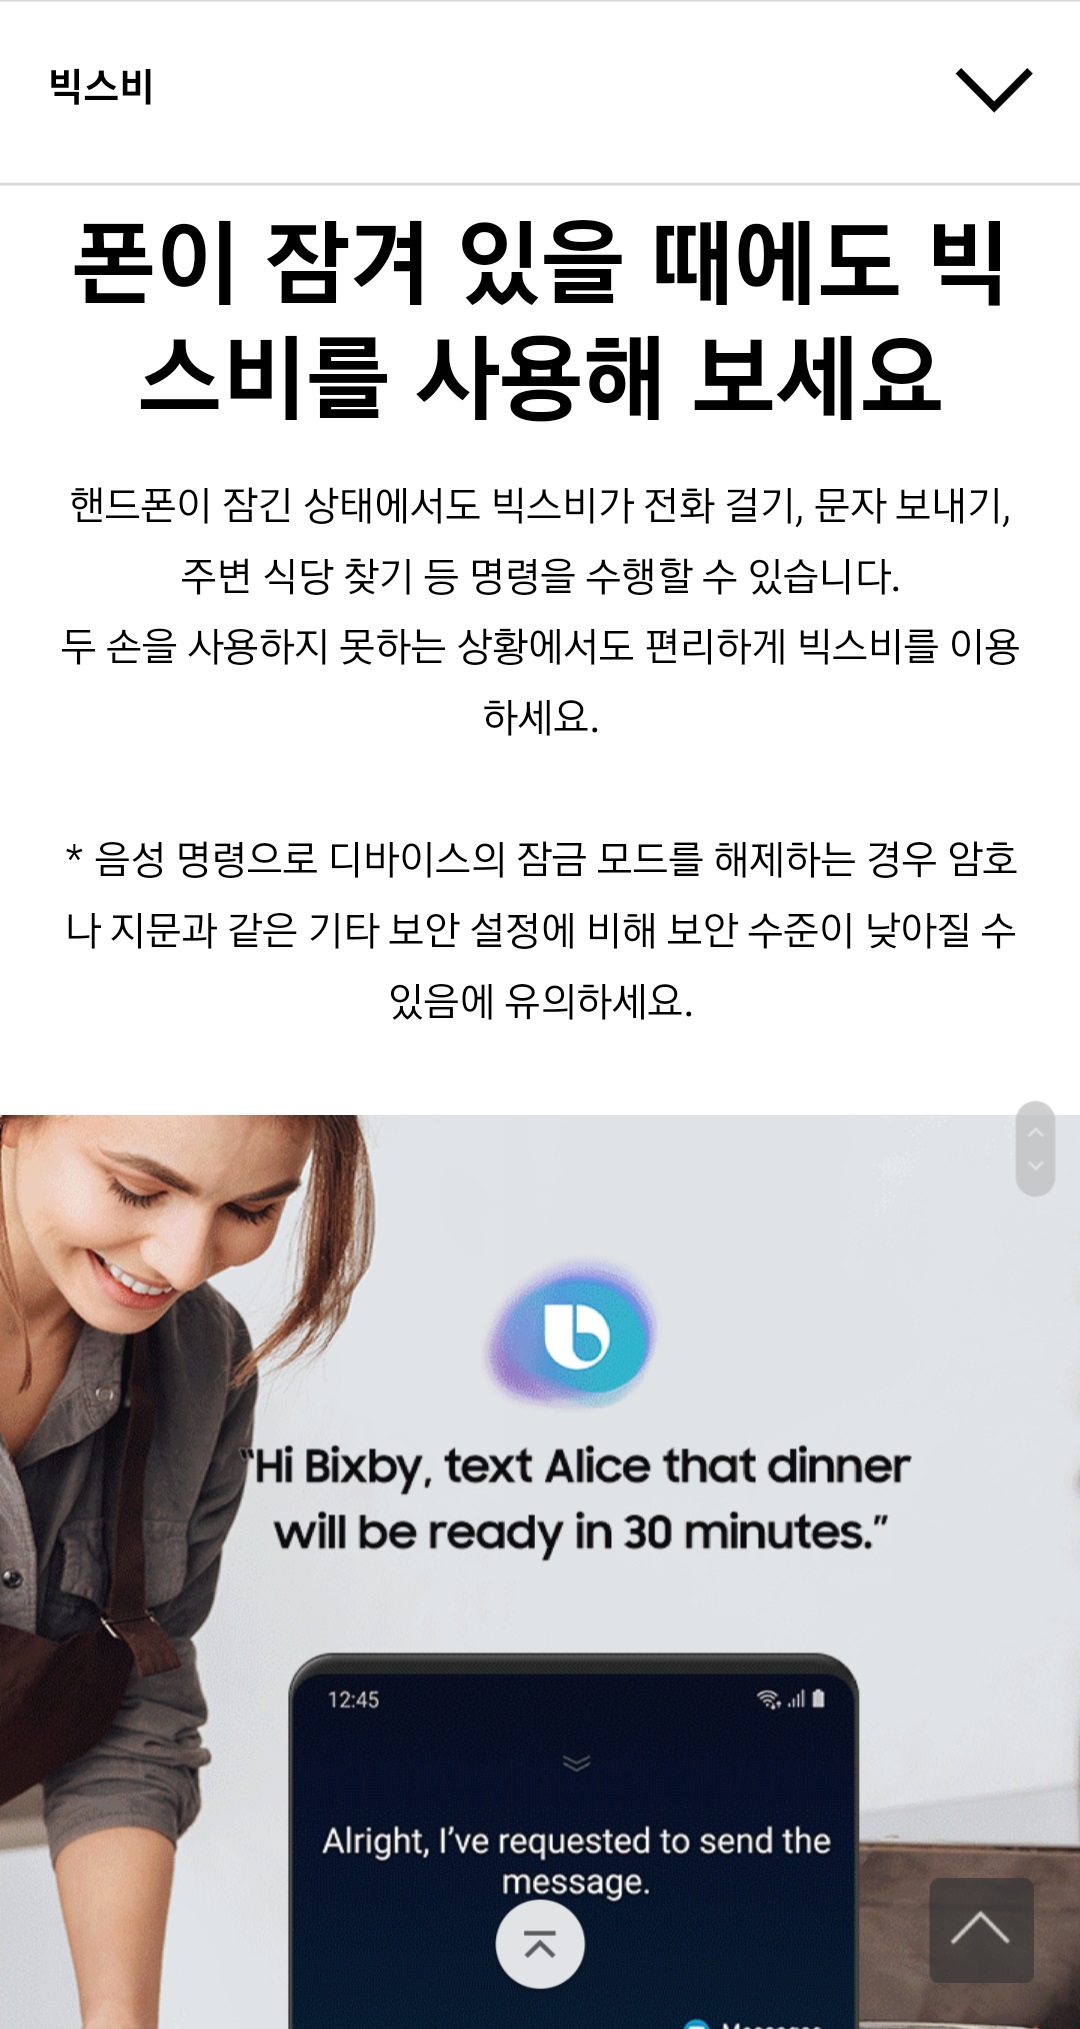 빅스비
폰이 잠겨 있을 때에도 빅
스비를 사용해 보세요
핸드폰이 잠긴 상태에서도 빅스비가 전화 걸기, 문자 보내기,
주변 식당 찾기 등 명령을 수행할 수 있습니다.
두 손을 사용하지 못하는 상황에서도 편리하게 빅스비를 이용
하세요.
* 음성 명령으로 디바이스의 잠금 모드를 해제하는 경우 암호
나 지문과 같은 기타 보안 설정에 비해 보안 수준이 낮아질 수
있음에 유의하세요.
“Hi Bixby, text Alice that dinner
will be ready in 30 minutes.”
12:45
Alright, I’ve requested to send the
message.